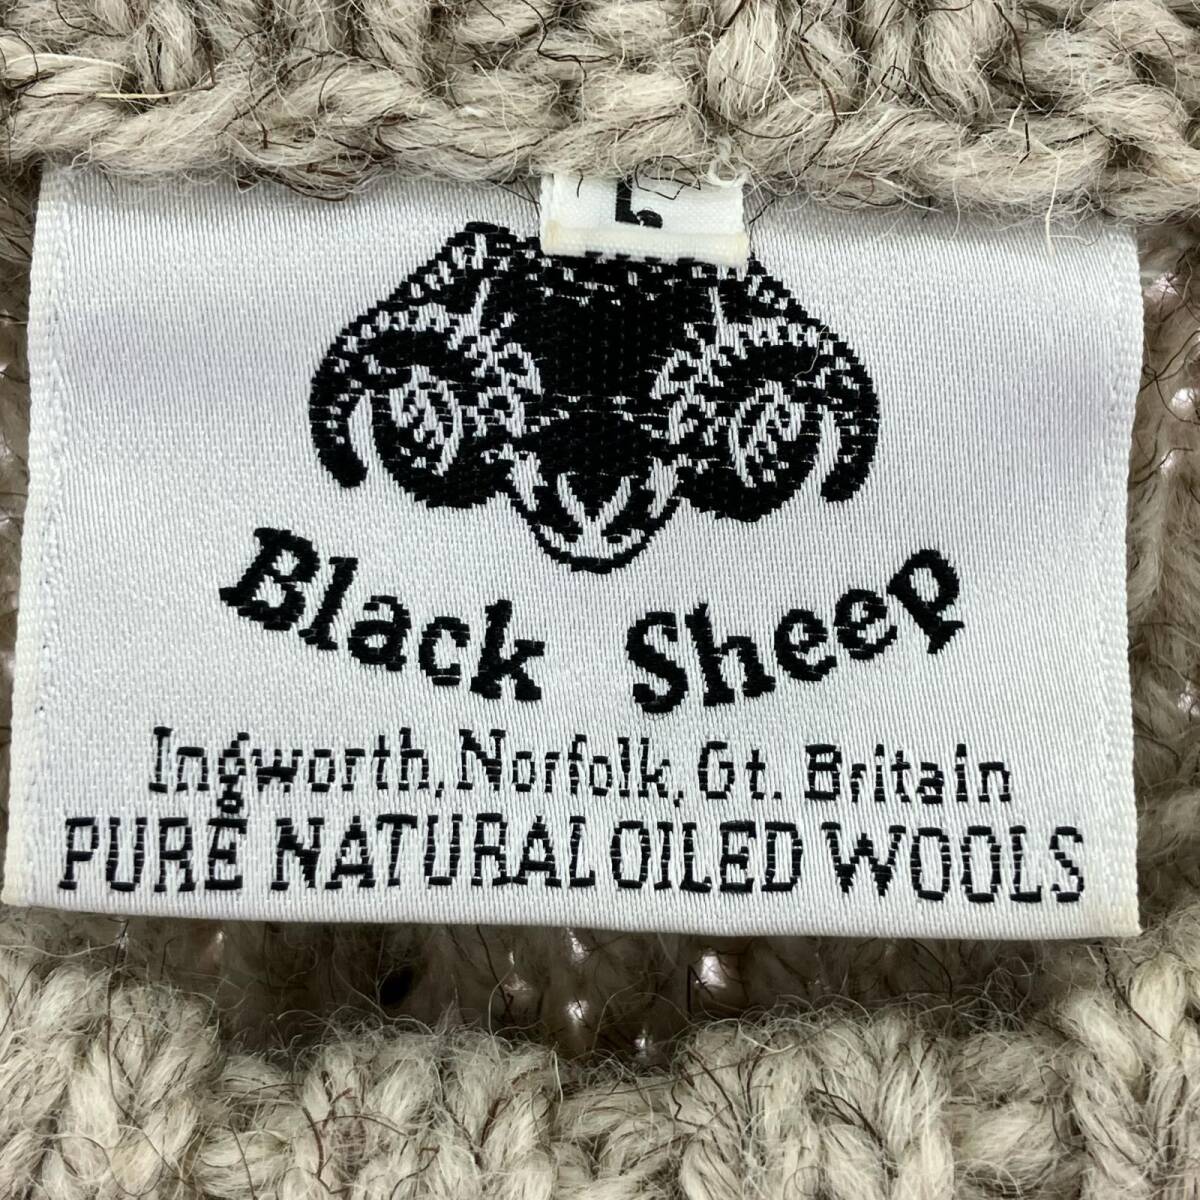 Black Sheep
Ingworth, Norfolk, Gt. Britain
PURE NATURAL OILED WOOLS